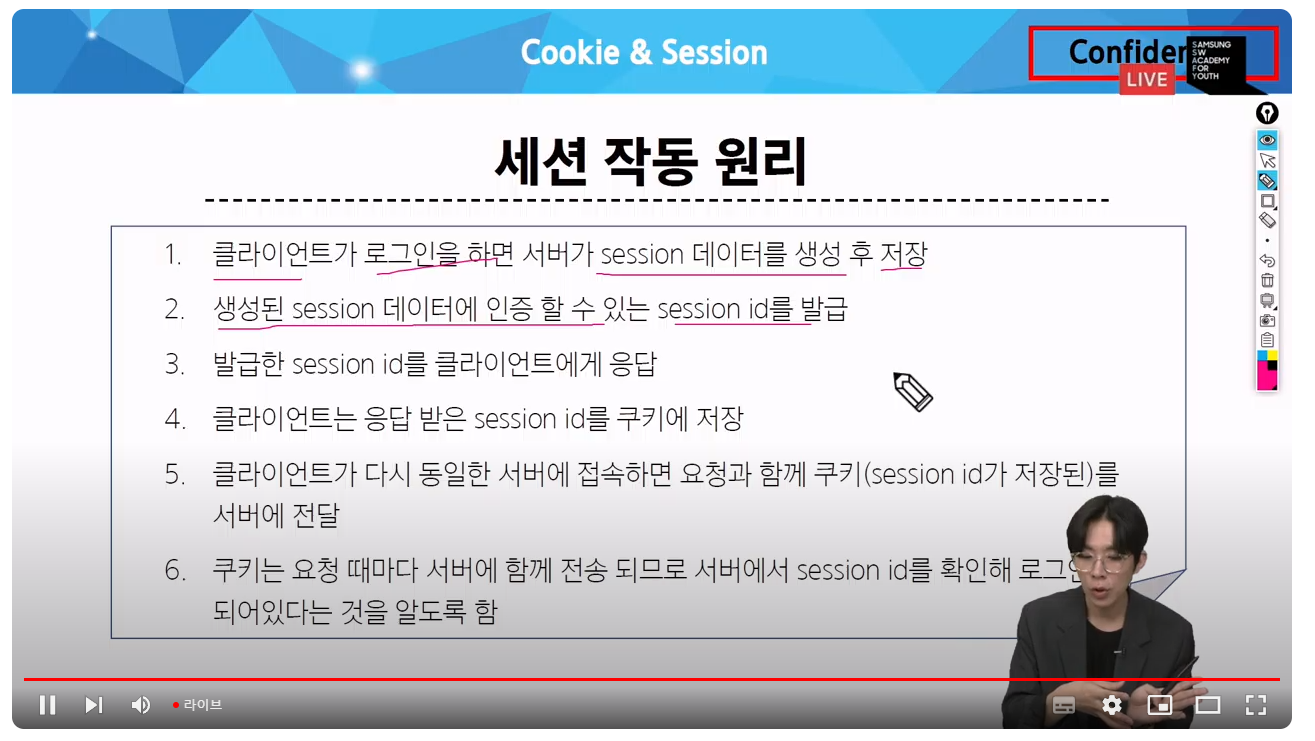 Cookie & Session
LIVE
SAMSUNG
SW
ACADEMY
FOR
YOUTH
세션 작동 원리
1. 클라이언트가 로그인을 하면 서버가 session 데이터를 생성 후 저장
2. 생성된 session 데이터에 인증 할 수 있는 session id를 발급
3. 발급한 session id를 클라이언트에게 응답
4. 클라이언트는 응답 받은 session id를 쿠키에 저장
5. 클라이언트가 다시 동일한 서버에 접속하면 요청과 함께 쿠키(session id가 저장된)를
서버에 전달
6. 쿠키는 요청 때마다 서버에 함께 전송 되므로 서버에서 session id를 확인해
되어있다는 것을 알도록 함
라이브